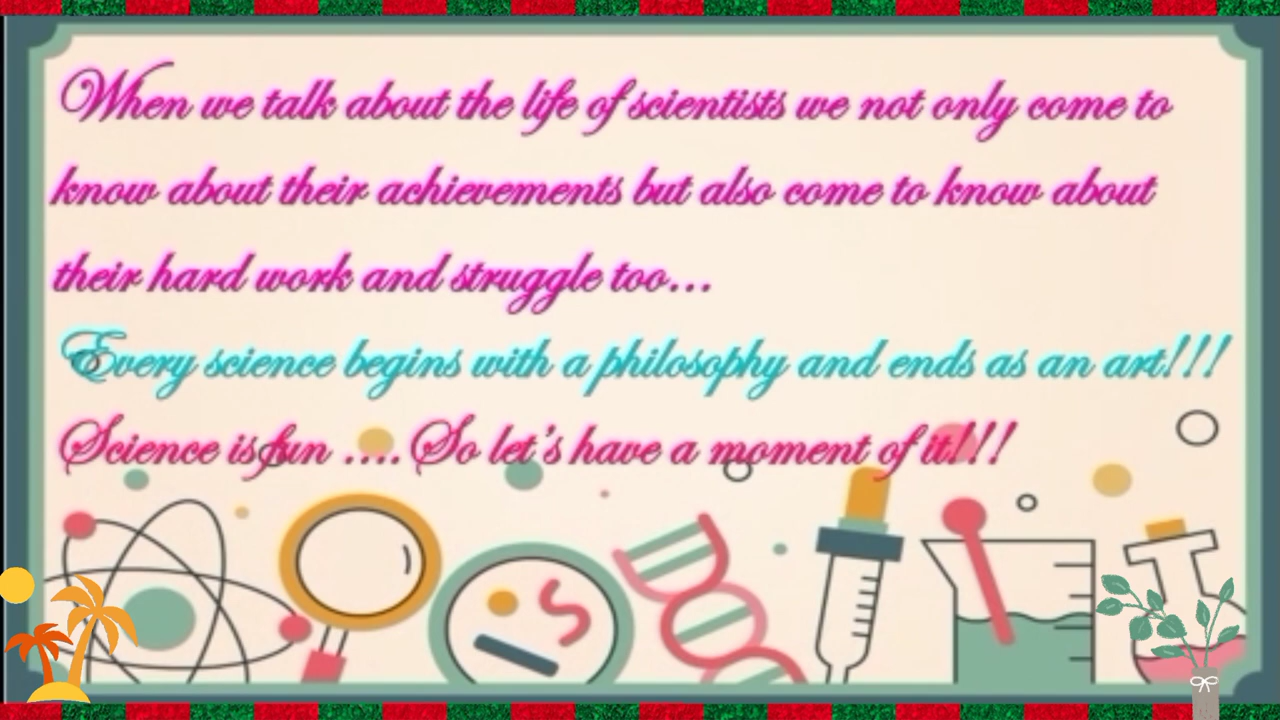 When we talk about the life of scientists we not only come to
know about their achievements but also come to know about
their hard work and struggle too...
Every science begins with a philosophy and ends as an art!!!
Science is fun .... So let's have a moment of it!!!